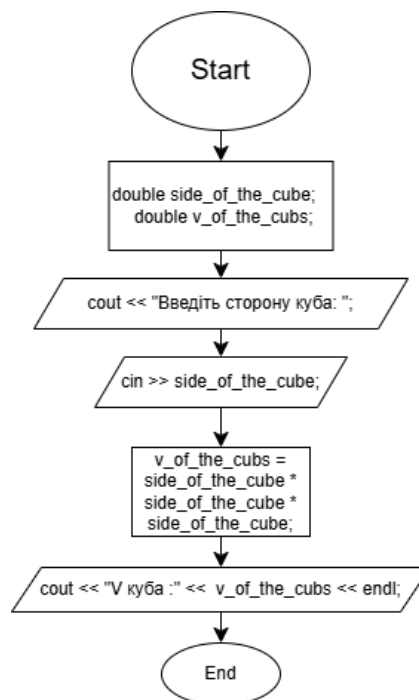 Start
double side_of_the_cube;
double v_of_the_cubs;
cout << "Введіть сторону куба: ";
cin >> side_of_the_cube;
v_of_the_cubs =
side_of_the_cube *
side_of_the_cube *
side_of_the_cube;
cout << "V куба :" << v_of_the_cubs << endl;
End